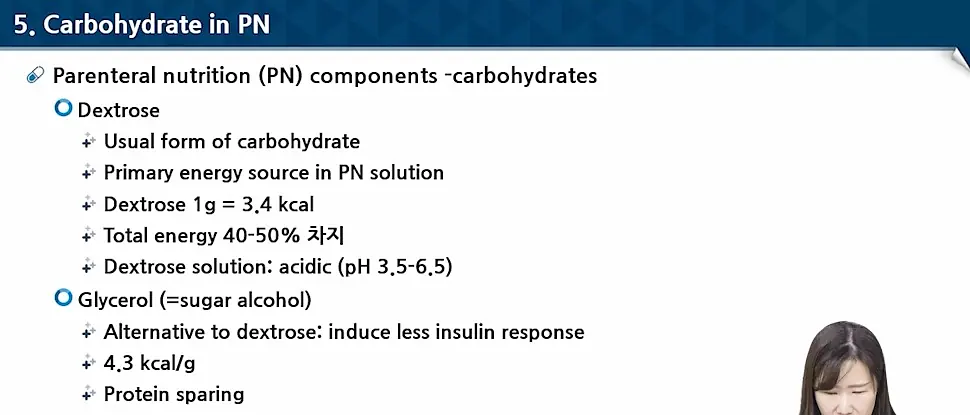 5. Carbohydrate in PN
Parenteral nutrition (PN) components -carbohydrates
Dextrose
Usual form of carbohydrate
Primary energy source in PN solution
Dextrose 1g = 3.4 kcal
Total energy 40-50% 차지
Dextrose solution: acidic (pH 3.5-6.5)
Glycerol (=sugar alcohol)
Alternative to dextrose: induce less insulin response
4.3 kcal/g
Protein sparing